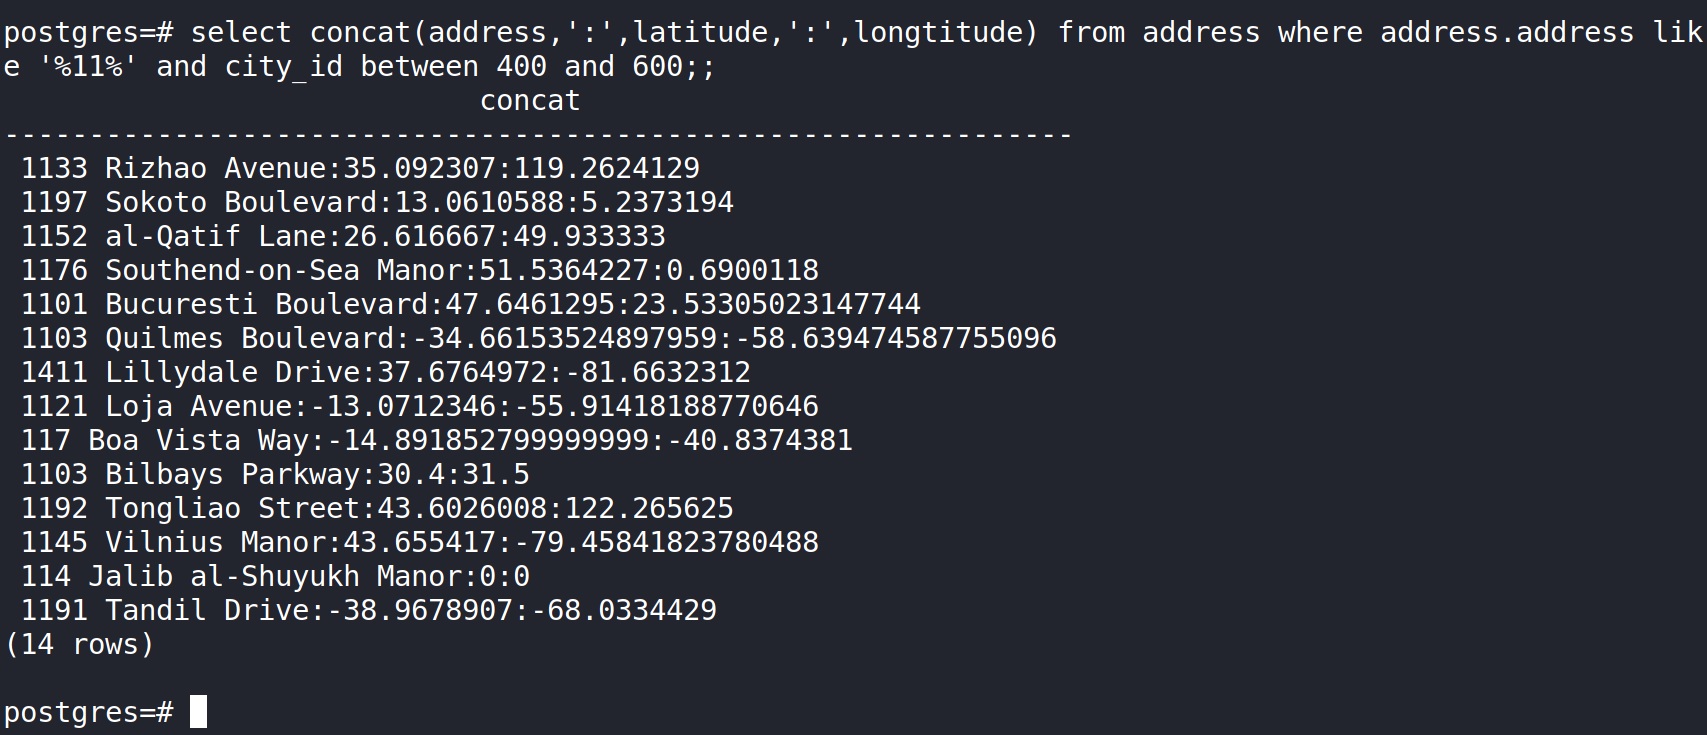 postgres=# select concat(address,':',latitude,':',longtitude) from address where address.address lik
e '%11%' and city_id between 400 and 600;;
concat
---------------------------------------------------------------
1133 Rizhao Avenue:35.092307:119.2624129
1197 Sokoto Boulevard:13.0610588:5.2373194
1152 al-Qatif Lane:26.616667:49.933333
1176 Southend-on-Sea Manor:51.5364227:0.6900118
1101 Bucuresti Boulevard:47.6461295:23.53305023147744
1103 Quilmes Boulevard:-34.66153524897959:-58.639474587755096
1411 Lillydale Drive:37.6764972:-81.6632312
1121 Loja Avenue:-13.0712346:-55.91418188770646
117 Boa Vista Way:-14.891852799999999:-40.8374381
1103 Bilbays Parkway:30.4:31.5
1192 Tongliao Street:43.6026008:122.265625
1145 Vilnius Manor:43.655417:-79.45841823780488
114 Jalib al-Shuyukh Manor:0:0
1191 Tandil Drive:-38.9678907:-68.0334429
(14 rows)
postgres=#